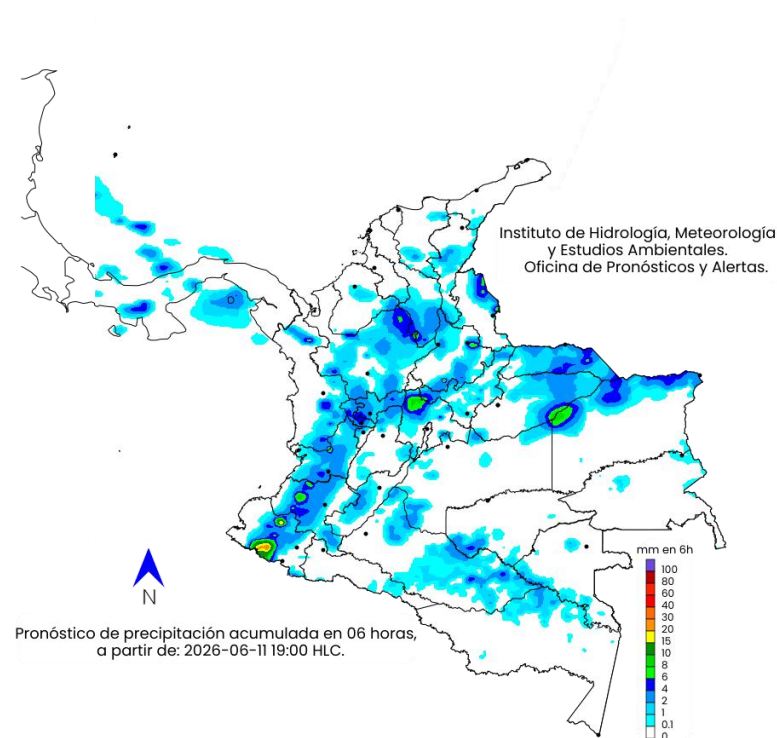 Instituto de Hidrología, Meteorología
y Estudios Ambientales.
Oficina de Pronósticos y Alertas.
N
Pronóstico de precipitación acumulada en 06 horas,
a partir de: 2026-06-11 19:00 HLC.
mm en 6h
100
80
60
40
30
20
15
10
8
6
4
2
1
0.1
0